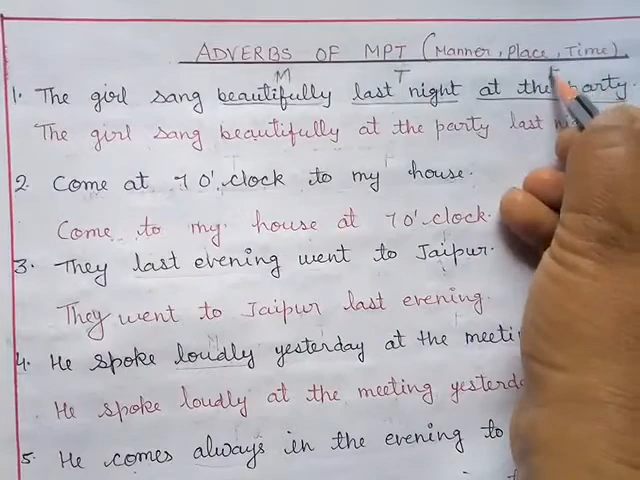 ADVERBS OF MPT (Manner, Place, Time)
M T
1. The girl sang beautifully last night at the party.
The girl sang beautifully at the party last
2. Come at 7 O'clock to my house.
Come to my house at 7 O'clock.
3. They last evening went to Jaipur.
They went to Jaipur last evening.
4. He spoke loudly yesterday at the
He spoke loudly at the meeting
5. He comes always in the evening to